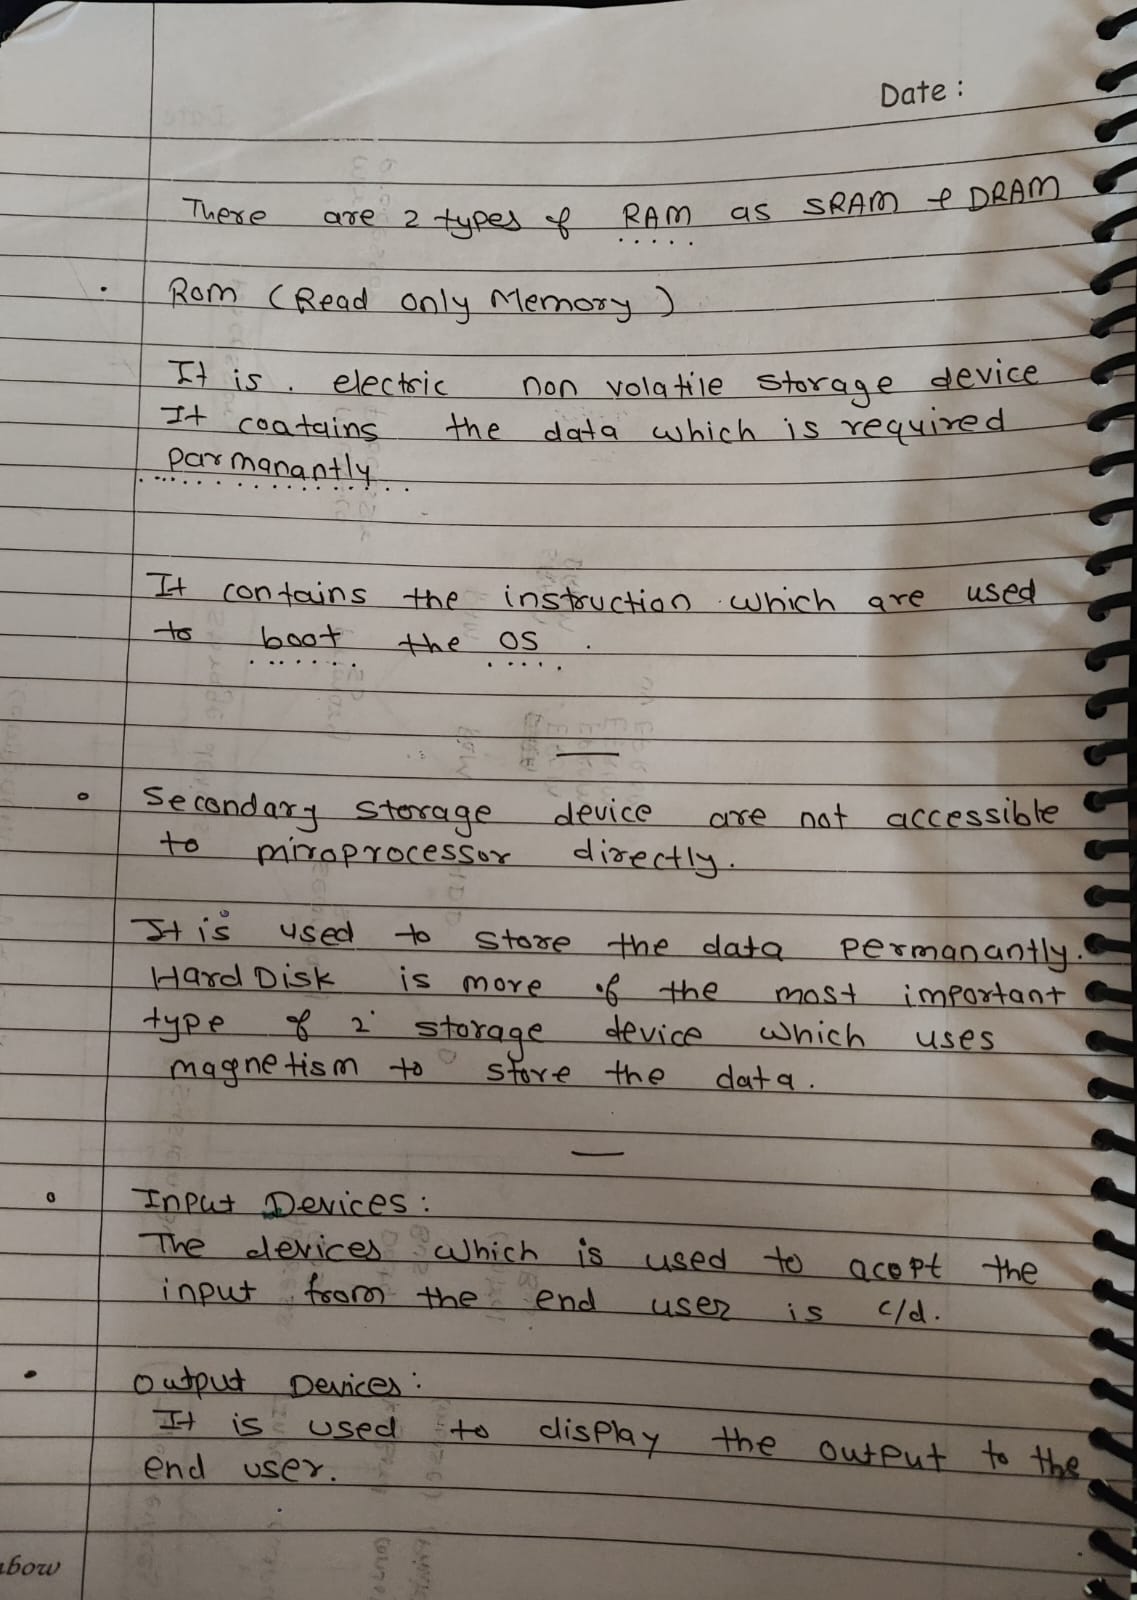 Date :
There are 2 types of RAM as SRAM & DRAM
Rom (Read only Memory)
It is . electric non volatile storage device
It coatains the data which is required
parmanantly
It contains the instruction which are used
to boot the OS .
Secondary storage device are not accessible
to miroprocessor directly.
It is used to store the data permanantly.
Hard Disk is more of the most important
type of 2° storage device which uses
magnetism to store the data .
Input Devices :
The devices which is used to acept the
input from the end user is c/d.
Output Devices :
It is used to display the output to the
end user.